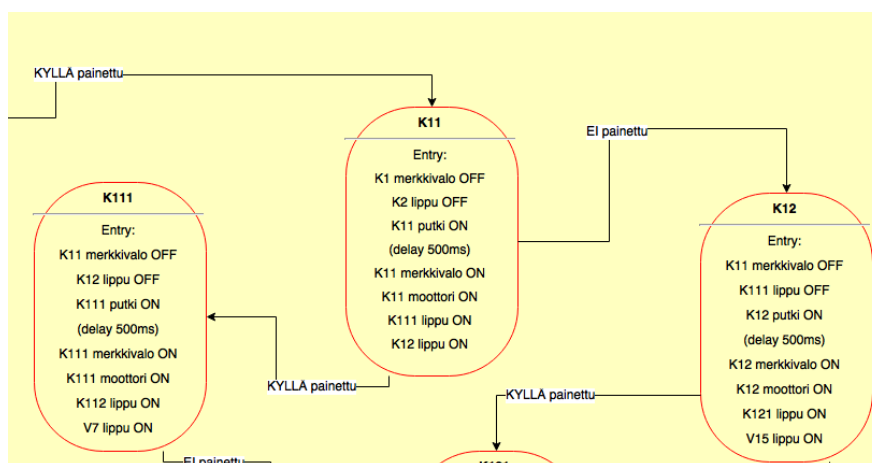 KYLLÄ painettu
K11
Entry:
K1 merkkivalo OFF
K2 lippu OFF
K11 putki ON
(delay 500ms)
K11 merkkivalo ON
K11 moottori ON
K111 lippu ON
K12 lippu ON
EI painettu
K111
Entry:
K11 merkkivalo OFF
K12 lippu OFF
K111 putki ON
(delay 500ms)
K111 merkkivalo ON
K111 moottori ON
K112 lippu ON
V7 lippu ON
KYLLÄ painettu
K12
Entry:
K11 merkkivalo OFF
K111 lippu OFF
K12 putki ON
(delay 500ms)
K12 merkkivalo ON
K12 moottori ON
K121 lippu ON
V15 lippu ON
KYLLÄ painettu
EI painettu
K121